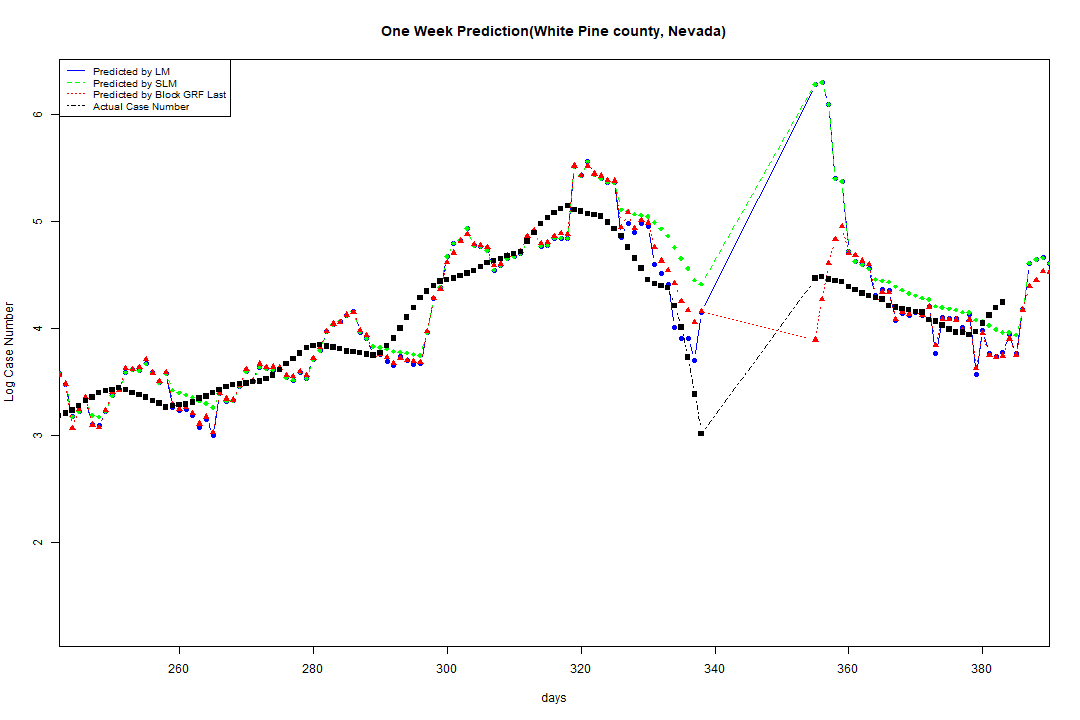 One Week Prediction(White Pine county, Nevada)
Predicted by LM
Predicted by SLM
Predicted by Block GRF Last
Actual Case Number
6
5
4
3
2
Log Case Number
260 280 300 320 340 360 380
days